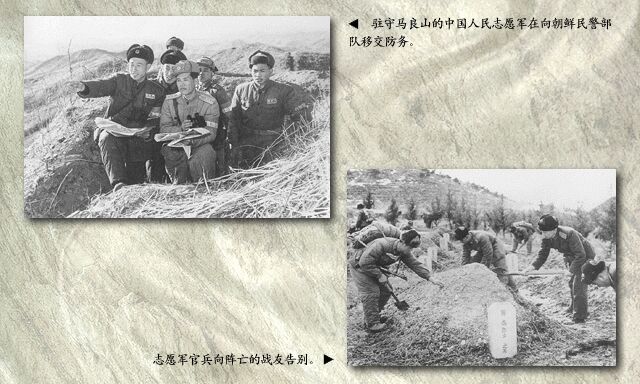 ◀ 驻守马良山的中国人民志愿军在向朝鲜民警部
队移交防务。
志愿军官兵向阵亡的战友告别。▶